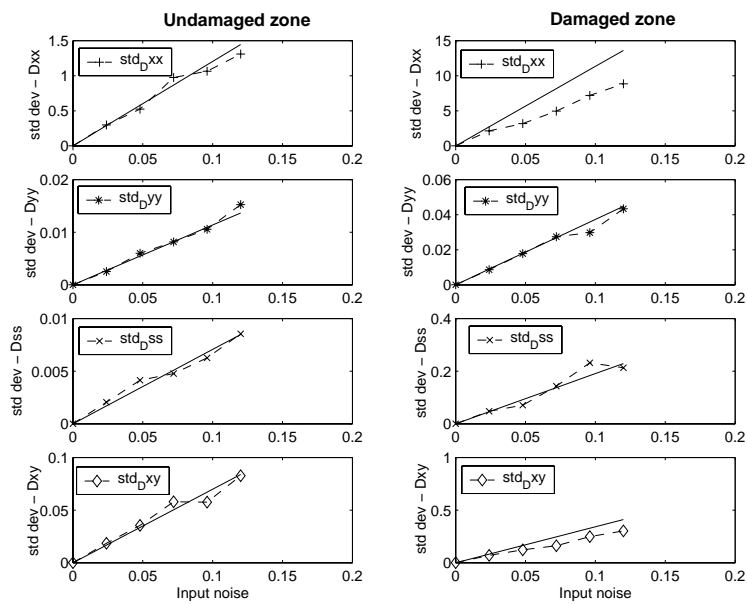 Undamaged zone
Damaged zone
std dev – Dxx
1.5
1
0.5
0
std_Dxx
0 0.05 0.1 0.15 0.2
std dev – Dxx
15
10
5
0
std_Dxx
0 0.05 0.1 0.15 0.2
std dev – Dyy
0.02
0.01
0
std_Dyy
0 0.05 0.1 0.15 0.2
std dev – Dyy
0.06
0.04
0.02
0
std_Dyy
0 0.05 0.1 0.15 0.2
std dev – Dss
0.01
0.005
0
std_Dss
0 0.05 0.1 0.15 0.2
std dev – Dss
0.4
0.2
0
std_Dss
0 0.05 0.1 0.15 0.2
std dev – Dxy
0.1
0.05
0
std_Dxy
0 0.05 0.1 0.15 0.2
Input noise
std dev – Dxy
1
0.5
0
std_Dxy
0 0.05 0.1 0.15 0.2
Input noise